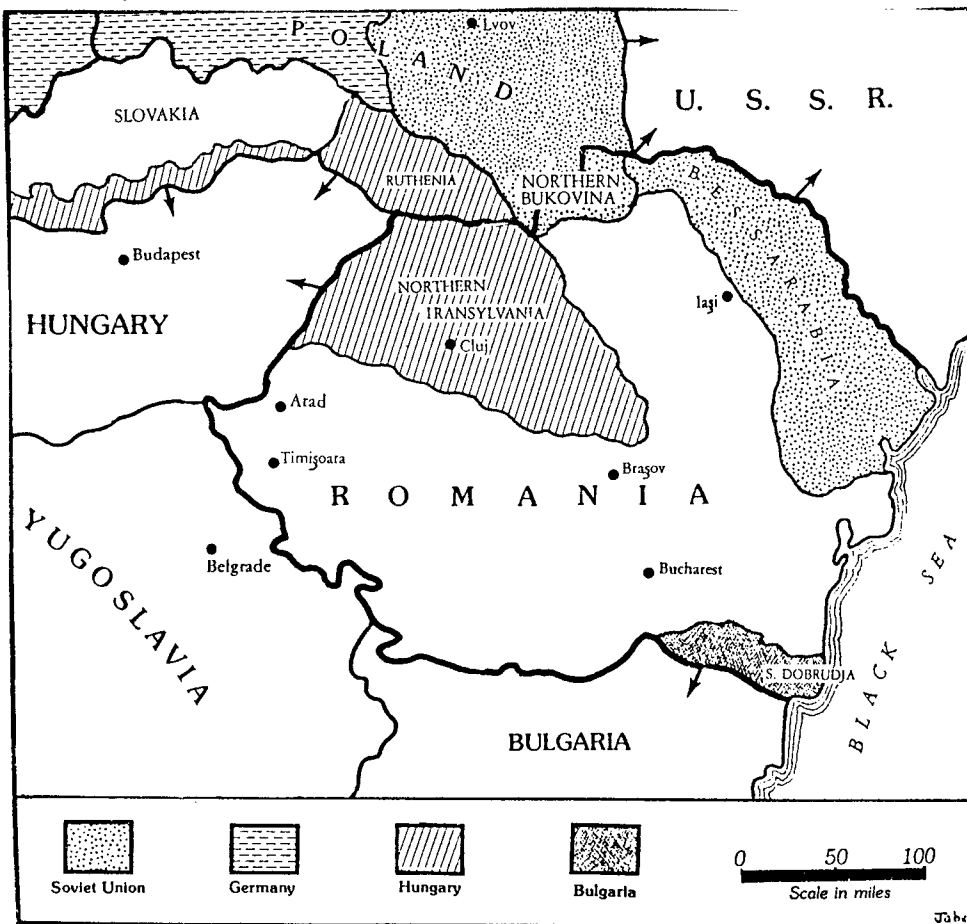 POLAND
Lvov
U. S. S. R.
SLOVAKIA
RUTHENIA
NORTHERN
BUKOVINA
BESSARABIA
Budapest
HUNGARY
NORTHERN
TRANSYLVANIA
Iaşi
Cluj
Arad
Timişoara
Braşov
ROMANIA
YUGOSLAVIA
Belgrade
Bucharest
BLACK SEA
S. DOBRUDJA
BULGARIA
Soviet Union
Germany
Hungary
Bulgaria
0 50 100
Scale in miles